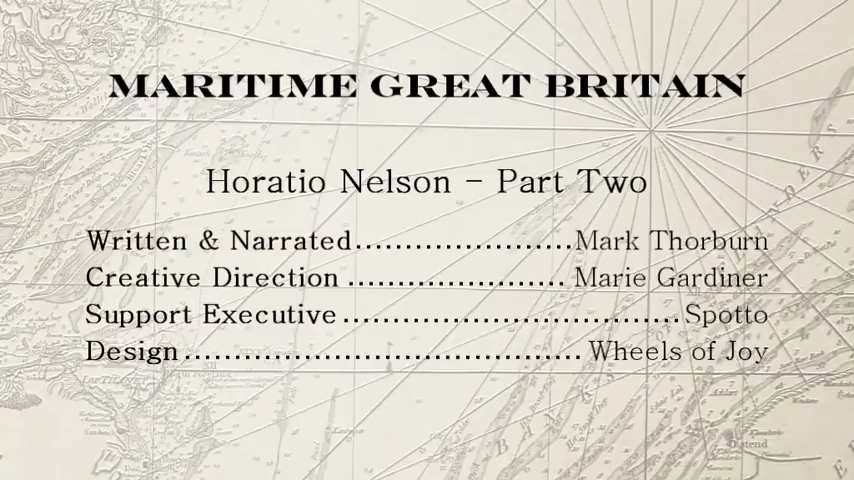 MARITIME GREAT BRITAIN
Horatio Nelson – Part Two
Written & Narrated......................Mark Thorburn
Creative Direction ...................... Marie Gardiner
Support Executive ..................................Spotto
Design........................................ Wheels of Joy